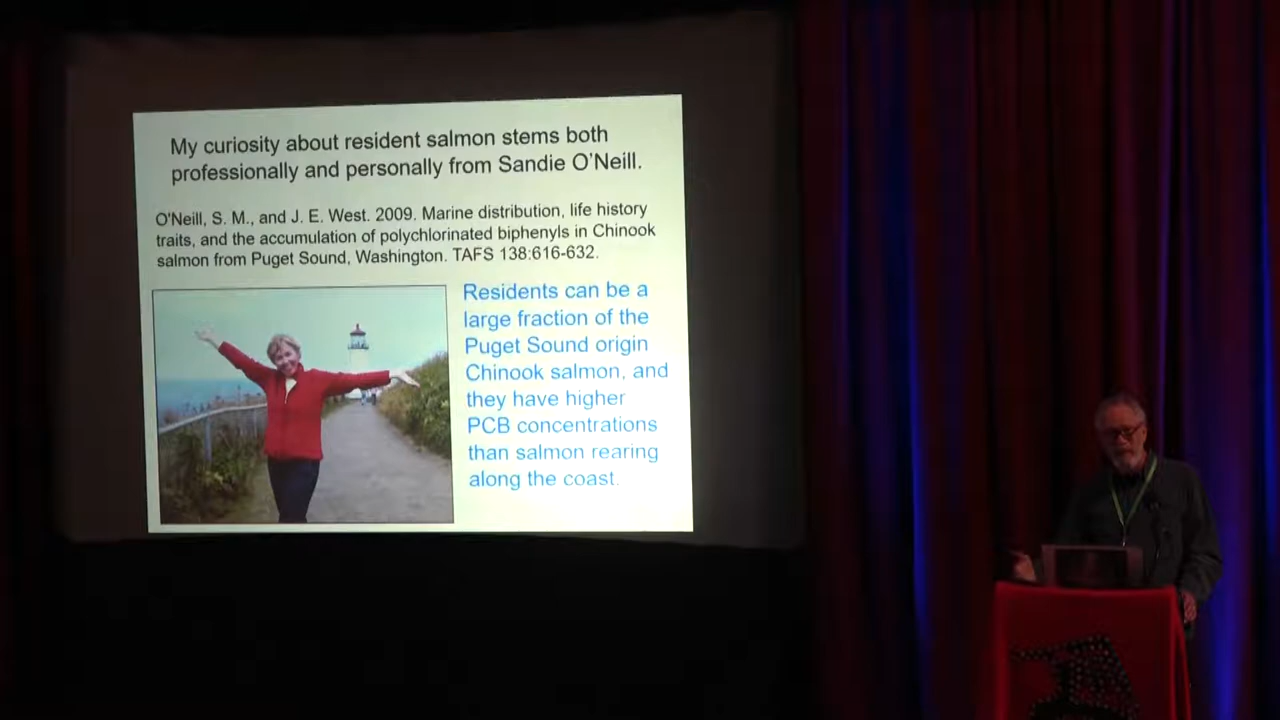 My curiosity about resident salmon stems both
professionally and personally from Sandie O'Neill.
O'Neill, S. M., and J. E. West. 2009. Marine distribution, life history
traits, and the accumulation of polychlorinated biphenyls in Chinook
salmon from Puget Sound, Washington. TAFS 138:616-632.
Residents can be a
large fraction of the
Puget Sound origin
Chinook salmon, and
they have higher
PCB concentrations
than salmon rearing
along the coast.